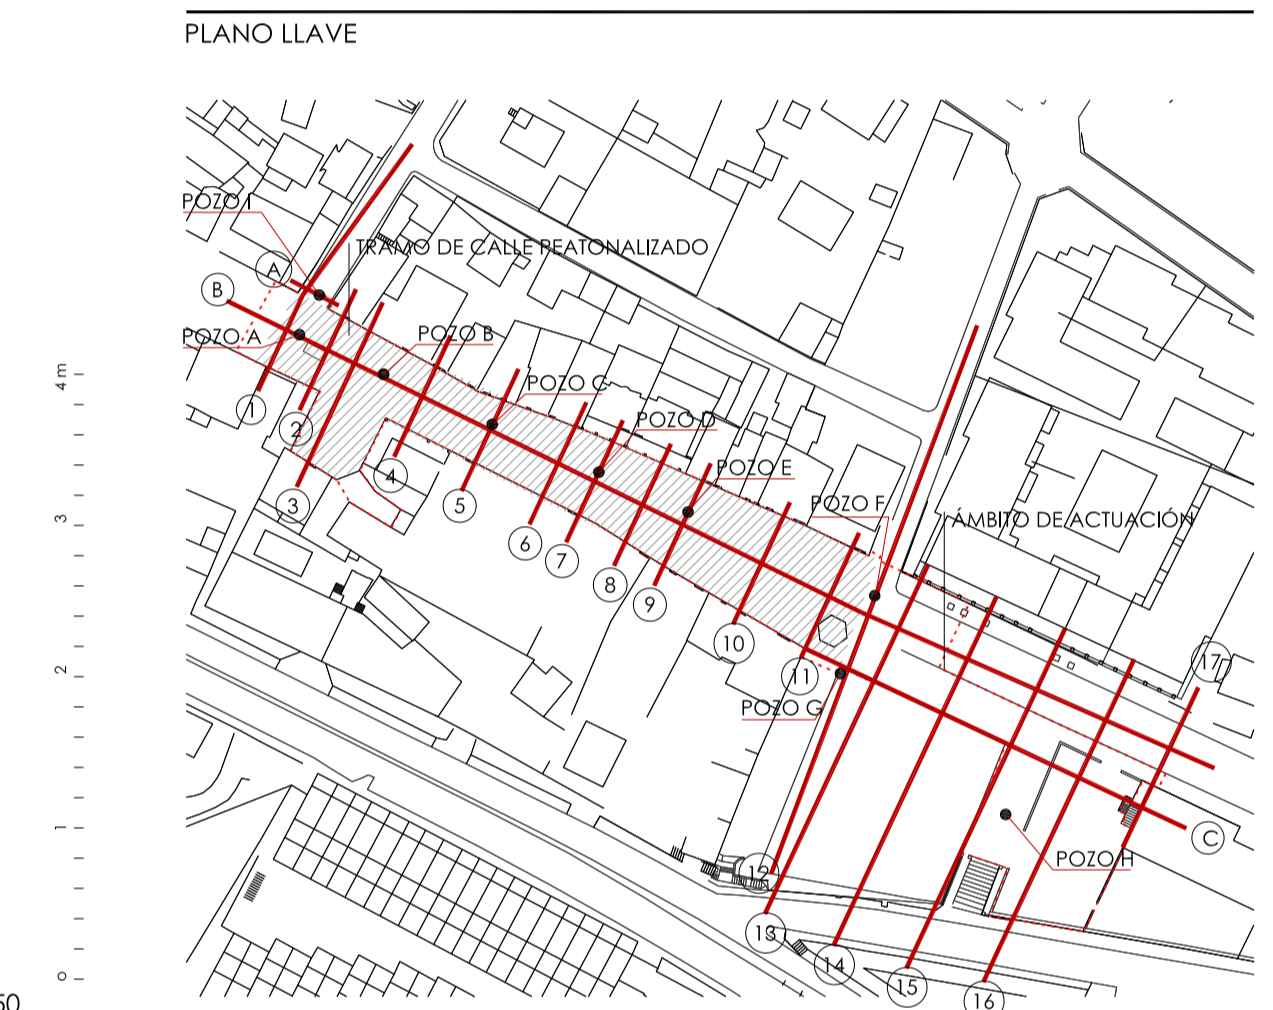 PLANO LLAVE
POZO I
TRAMO DE CALLE PEATONALIZADO
A
B
POZO A
POZO B
4 m
POZO C
1
2
POZO D
POZO E
4
3
5
POZO F
3
ÁMBITO DE ACTUACIÓN
6
7
8
9
10
2
11
17
POZO G
1
C
POZO H
12
13
14
0
15
16
50